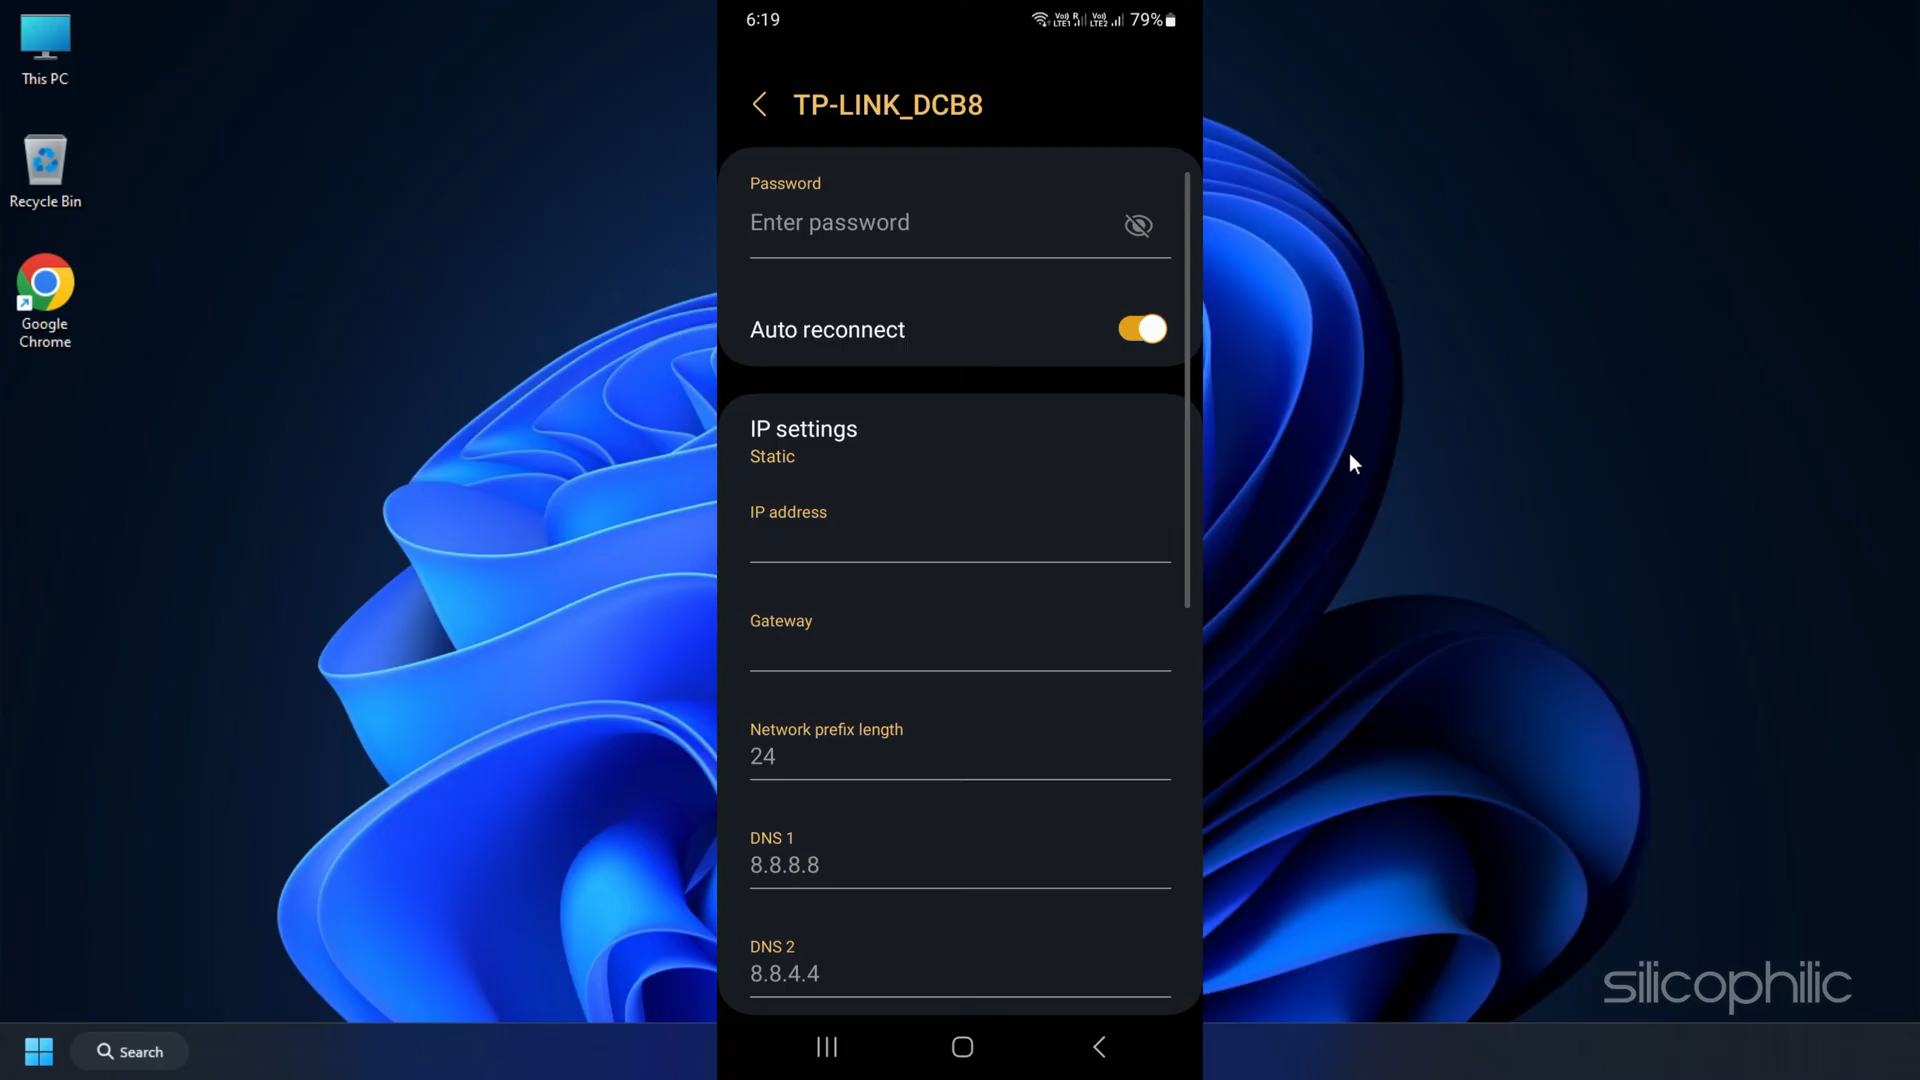 This PC
Recycle Bin
Google
Chrome
6:19
79%
TP-LINK_DCB8
Password
Enter password
Auto reconnect
IP settings
Static
IP address
Gateway
Network prefix length
24
DNS 1
8.8.8.8
DNS 2
8.8.4.4
silicophilic
Search